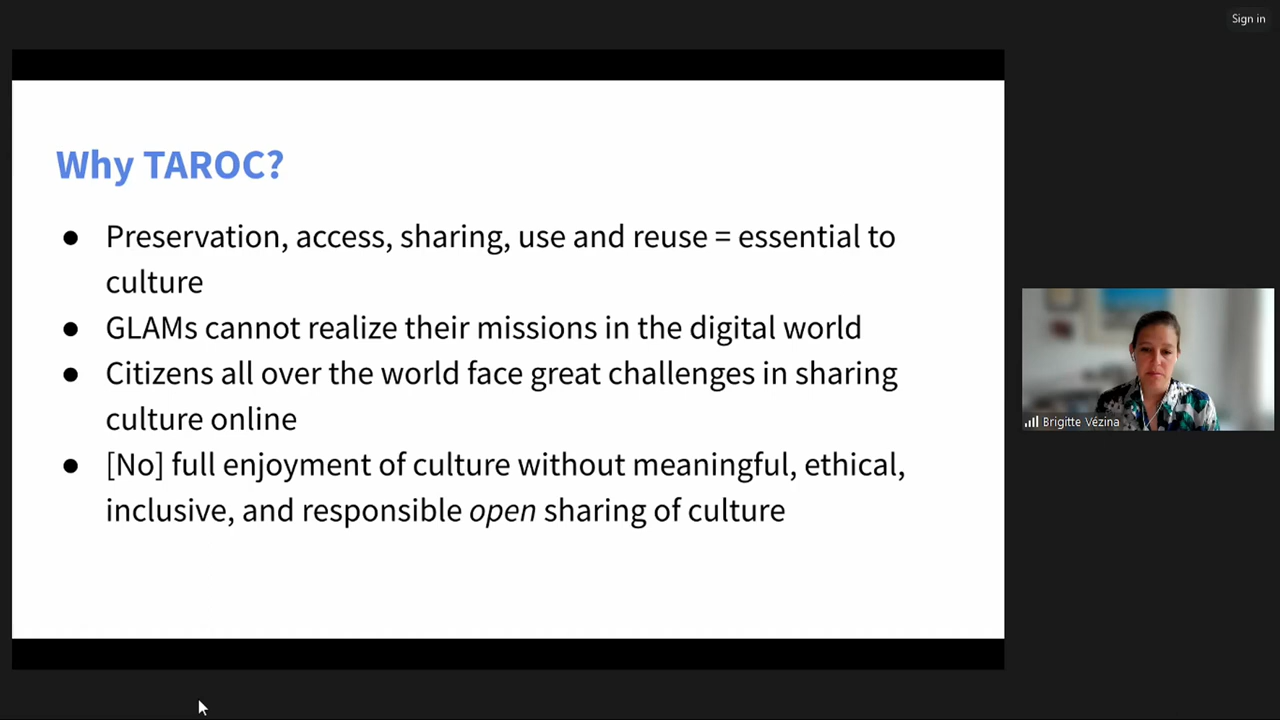 Sign in
Why TAROC?
● Preservation, access, sharing, use and reuse = essential to
culture
● GLAMs cannot realize their missions in the digital world
● Citizens all over the world face great challenges in sharing
culture online
● [No] full enjoyment of culture without meaningful, ethical,
inclusive, and responsible open sharing of culture
Brigitte Vézina